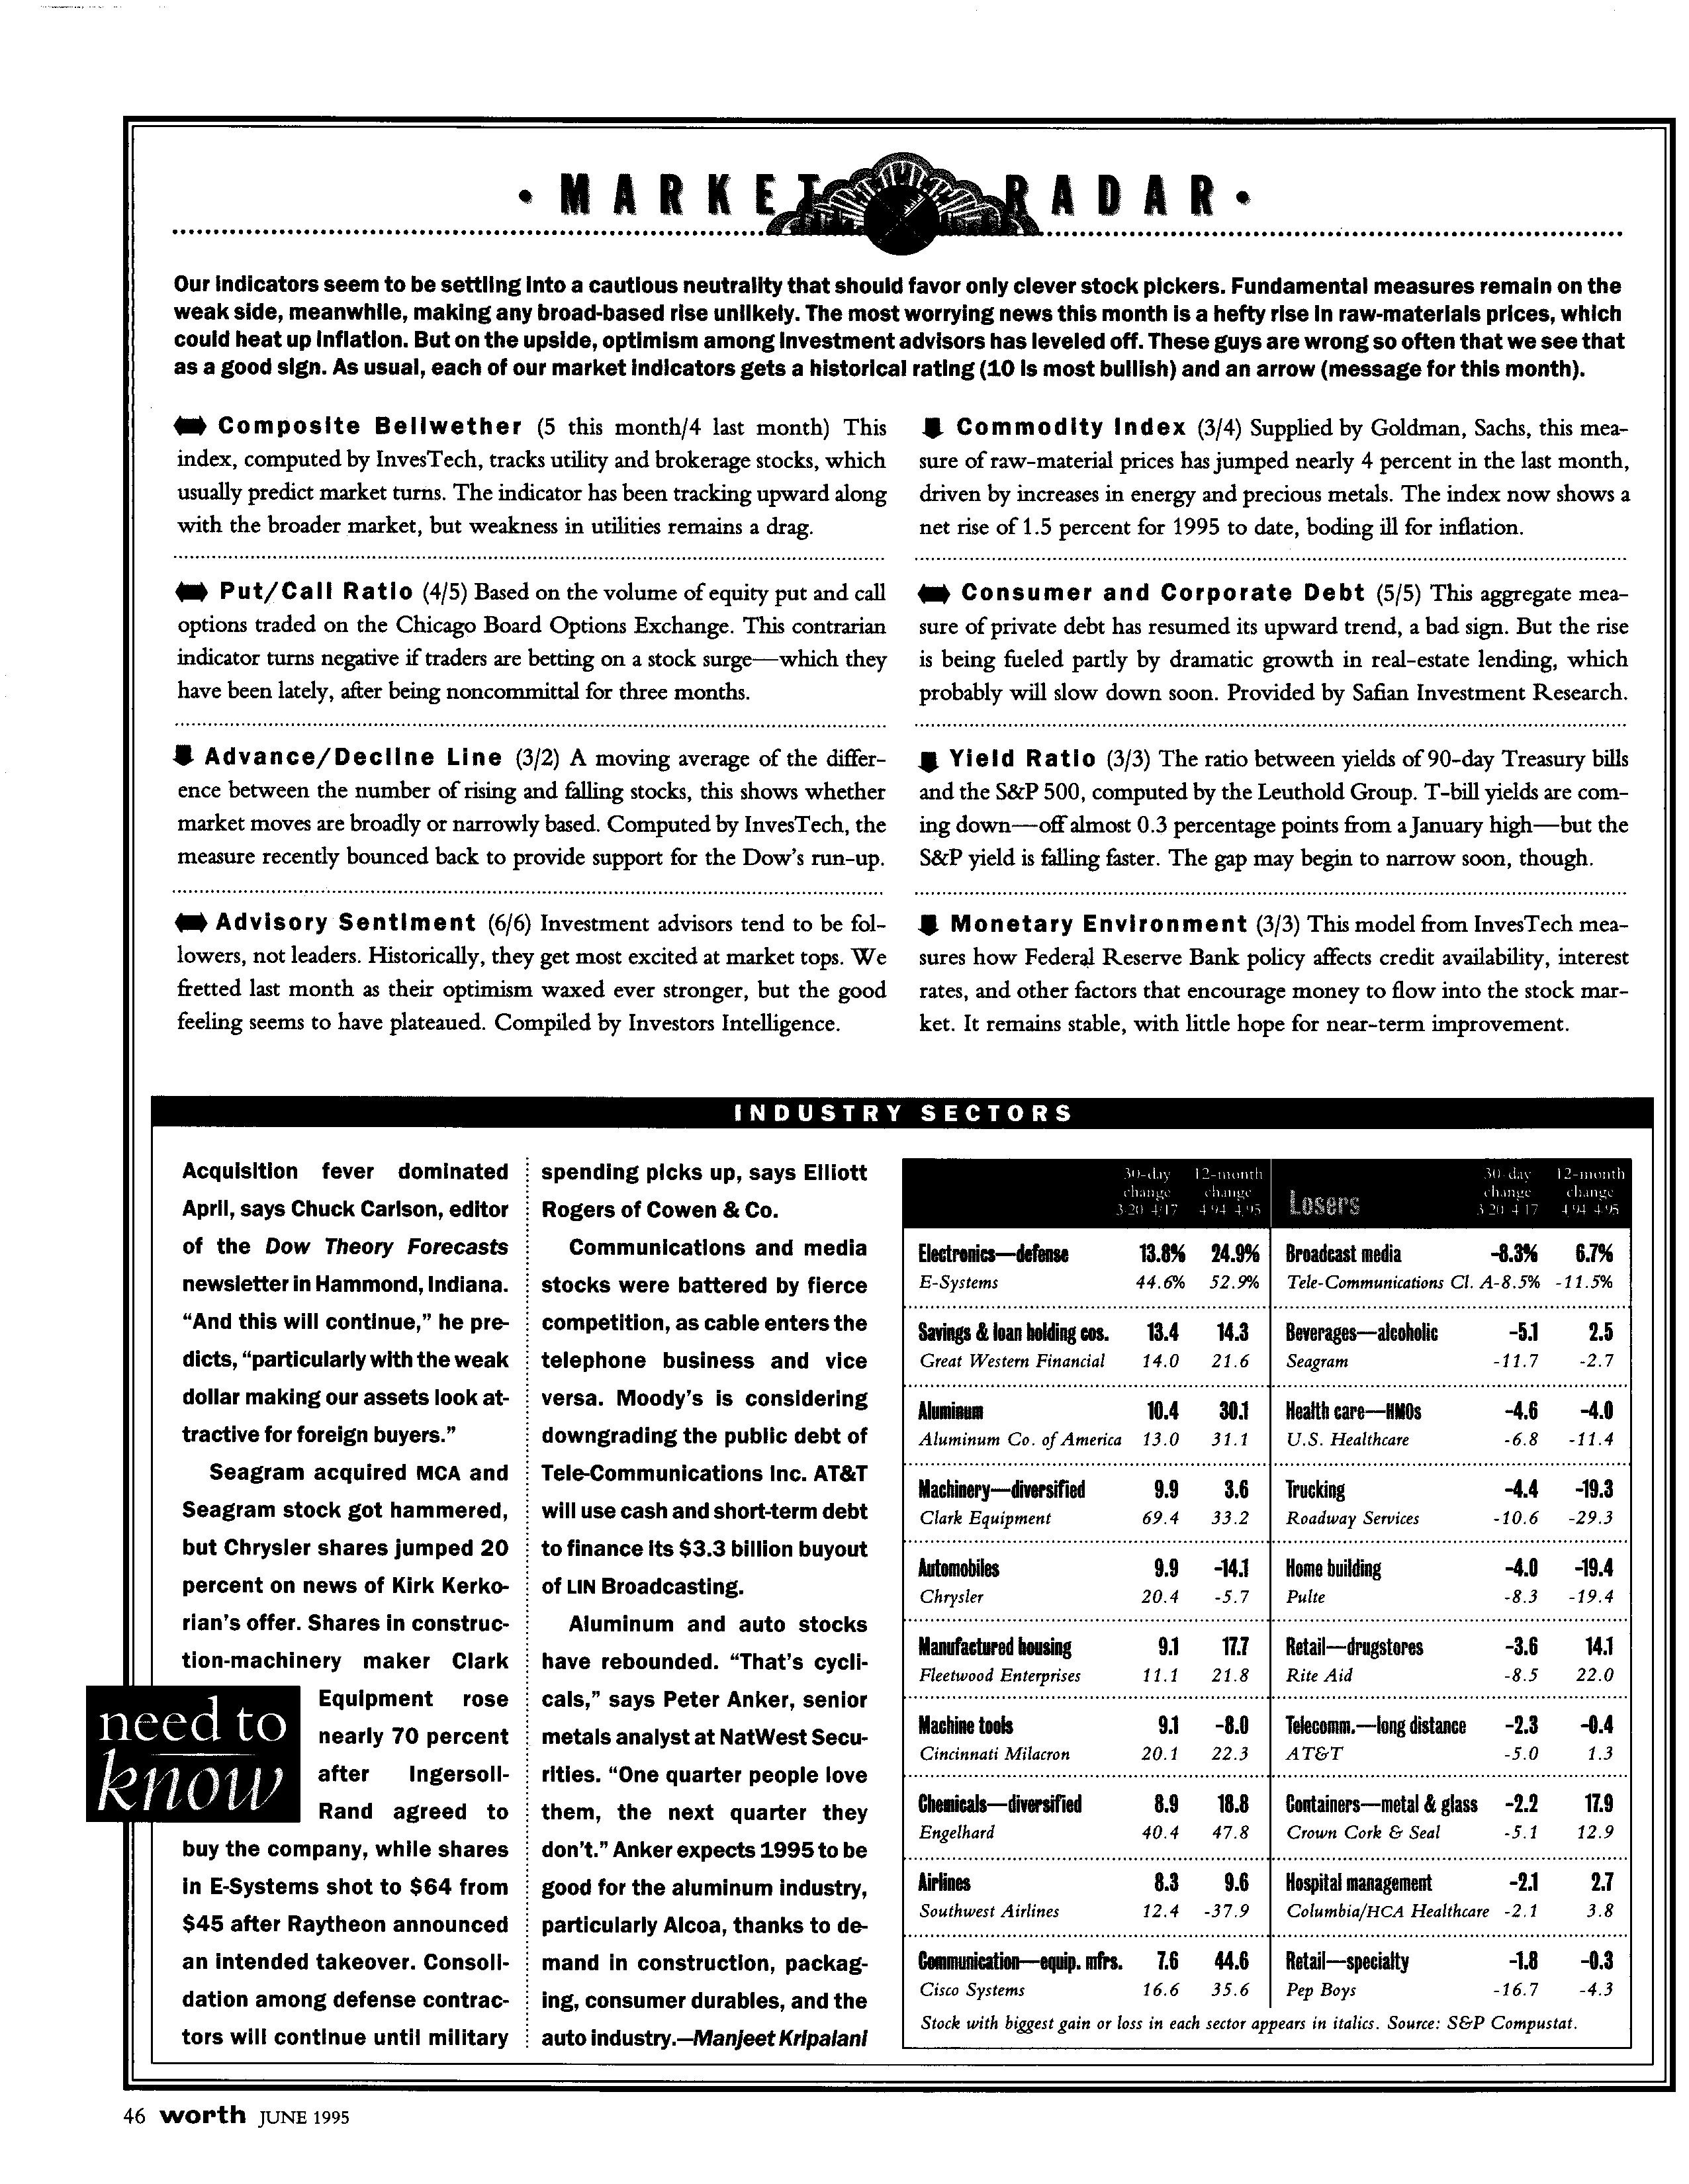 • MARKET RADAR •
Our indicators seem to be settling into a cautious neutrality that should favor only clever stock pickers. Fundamental measures remain on the
weak side, meanwhile, making any broad-based rise unlikely. The most worrying news this month is a hefty rise in raw-materials prices, which
could heat up inflation. But on the upside, optimism among investment advisors has leveled off. These guys are wrong so often that we see that
as a good sign. As usual, each of our market indicators gets a historical rating (10 is most bullish) and an arrow (message for this month).
Composite Bellwether (5 this month/4 last month) This
index, computed by InvesTech, tracks utility and brokerage stocks, which
usually predict market turns. The indicator has been tracking upward along
with the broader market, but weakness in utilities remains a drag.
Put/Call Ratio (4/5) Based on the volume of equity put and call
options traded on the Chicago Board Options Exchange. This contrarian
indicator turns negative if traders are betting on a stock surge—which they
have been lately, after being noncommittal for three months.
Advance/Decline Line (3/2) A moving average of the differ-
ence between the number of rising and falling stocks, this shows whether
market moves are broadly or narrowly based. Computed by InvesTech, the
measure recently bounced back to provide support for the Dow's run-up.
Advisory Sentiment (6/6) Investment advisors tend to be fol-
lowers, not leaders. Historically, they get most excited at market tops. We
fretted last month as their optimism waxed ever stronger, but the good
feeling seems to have plateaued. Compiled by Investors Intelligence.
Commodity Index (3/4) Supplied by Goldman, Sachs, this mea-
sure of raw-material prices has jumped nearly 4 percent in the last month,
driven by increases in energy and precious metals. The index now shows a
net rise of 1.5 percent for 1995 to date, boding ill for inflation.
Consumer and Corporate Debt (5/5) This aggregate mea-
sure of private debt has resumed its upward trend, a bad sign. But the rise
is being fueled partly by dramatic growth in real-estate lending, which
probably will slow down soon. Provided by Safian Investment Research.
Yield Ratio (3/3) The ratio between yields of 90-day Treasury bills
and the S&P 500, computed by the Leuthold Group. T-bill yields are com-
ing down—off almost 0.3 percentage points from a January high—but the
S&P yield is falling faster. The gap may begin to narrow soon, though.
Monetary Environment (3/3) This model from InvesTech mea-
sures how Federal Reserve Bank policy affects credit availability, interest
rates, and other factors that encourage money to flow into the stock mar-
ket. It remains stable, with little hope for near-term improvement.
INDUSTRY SECTORS
Acquisition fever dominated
April, says Chuck Carlson, editor
of the Dow Theory Forecasts
newsletter in Hammond, Indiana.
"And this will continue," he pre-
dicts, "particularly with the weak
dollar making our assets look at-
tractive for foreign buyers."
Seagram acquired MCA and
Seagram stock got hammered,
but Chrysler shares jumped 20
percent on news of Kirk Kerko-
rian's offer. Shares in construc-
tion-machinery maker Clark
Equipment rose
nearly 70 percent
after Ingersoll-
Rand agreed to
buy the company, while shares
in E-Systems shot to $64 from
$45 after Raytheon announced
an intended takeover. Consoli-
dation among defense contrac-
tors will continue until military
need to
know
spending picks up, says Elliott
Rogers of Cowen & Co.
Communications and media
stocks were battered by fierce
competition, as cable enters the
telephone business and vice
versa. Moody's is considering
downgrading the public debt of
Tele-Communications Inc. AT&T
will use cash and short-term debt
to finance its $3.3 billion buyout
of LIN Broadcasting.
Aluminum and auto stocks
have rebounded. "That's cycli-
cals," says Peter Anker, senior
metals analyst at NatWest Secu-
rities. "One quarter people love
them, the next quarter they
don't." Anker expects 1995 to be
good for the aluminum industry,
particularly Alcoa, thanks to de-
mand in construction, packag-
ing, consumer durables, and the
auto industry.—Manjeet Kripalani
30-day 12-month
change change
3/20 4/17 4/94 4/95
Electronics—defense 13.8% 24.9%
E-Systems 44.6% 52.9%
Savings & loan holding cos. 13.4 14.3
Great Western Financial 14.0 21.6
Aluminum 10.4 30.1
Aluminum Co. of America 13.0 31.1
Machinery—diversified 9.9 3.6
Clark Equipment 69.4 33.2
Automobiles 9.9 -14.1
Chrysler 20.4 -5.7
Manufactured housing 9.1 17.7
Fleetwood Enterprises 11.1 21.8
Machine tools 9.1 -8.0
Cincinnati Milacron 20.1 22.3
Chemicals—diversified 8.9 18.8
Engelhard 40.4 47.8
Airlines 8.3 9.6
Southwest Airlines 12.4 -37.9
Communication—equip. mfrs. 7.6 44.6
Cisco Systems 16.6 35.6
Losers
30-day 12-month
change change
3/20 4/17 4/94 4/95
Broadcast media -8.3% 6.7%
Tele-Communications Cl. A -8.5% -11.5%
Beverages—alcoholic -5.1 2.5
Seagram -11.7 -2.7
Health care—HMOs -4.6 -4.0
U.S. Healthcare -6.8 -11.4
Trucking -4.4 -19.3
Roadway Services -10.6 -29.3
Home building -4.0 -19.4
Pulte -8.3 -19.4
Retail—drugstores -3.6 14.1
Rite Aid -8.5 22.0
Telecomm.—long distance -2.3 -0.4
AT&T -5.0 1.3
Containers—metal & glass -2.2 17.9
Crown Cork & Seal -5.1 12.9
Hospital management -2.1 2.7
Columbia/HCA Healthcare -2.1 3.8
Retail—specialty -1.8 -0.3
Pep Boys -16.7 -4.3
Stock with biggest gain or loss in each sector appears in italics. Source: S&P Compustat.
46 worth JUNE 1995